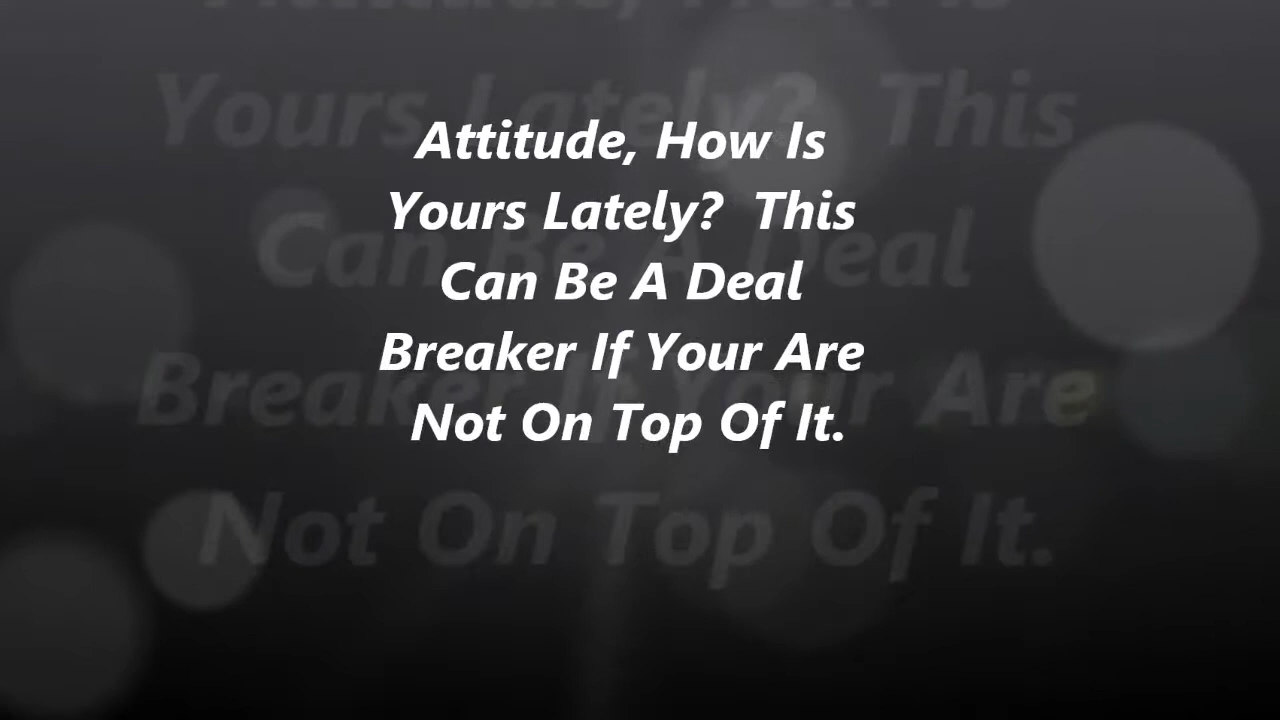 Attitude, How Is
Yours Lately?  This
Can Be A Deal
Breaker If Your Are
Not On Top Of It.